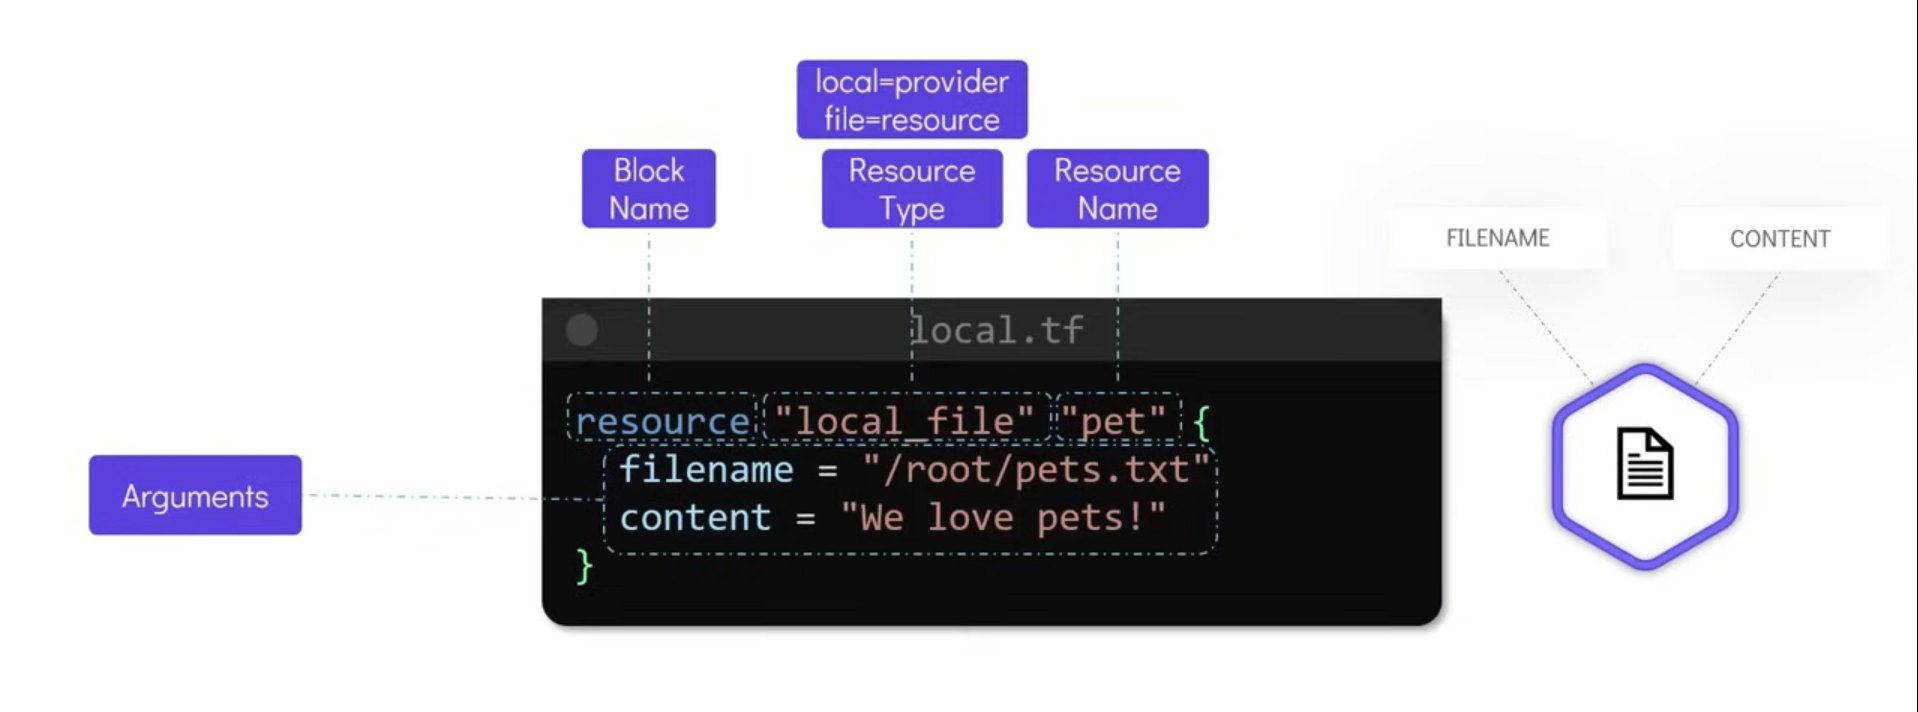 local=provider
file=resource
Block
Name
Resource
Type
Resource
Name
FILENAME
CONTENT
local.tf
resource "local_file" "pet" {
filename = "/root/pets.txt"
content = "We love pets!"
}
Arguments